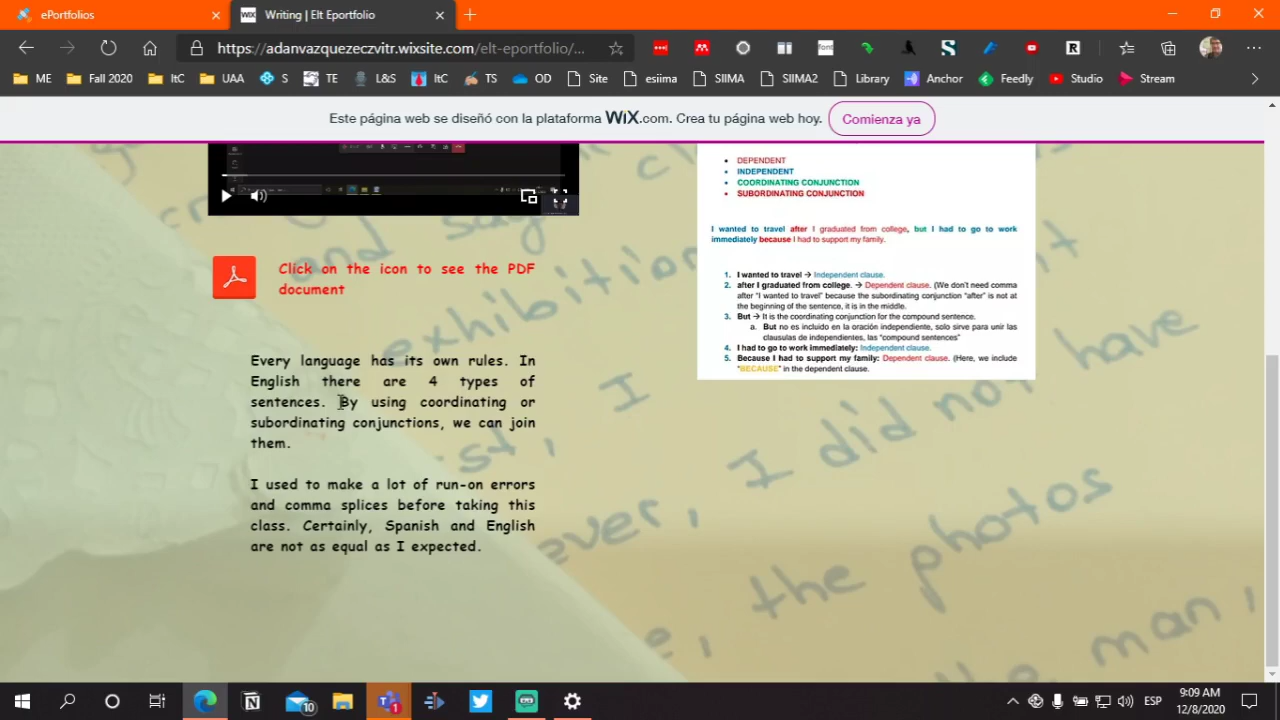 ePortfolios
Writing | Elt Eportfolio
https://adanvazquezeczvitr.wixsite.com/elt-eportfolio/...
ME
Fall 2020
ItC
UAA
S
TE
L&S
ItC
TS
OD
Site
esiima
SIIMA
SIIMA2
Library
Anchor
Feedly
Studio
Stream
Este página web se diseñó con la plataforma WiX.com. Crea tu página web hoy. Comienza ya
• DEPENDENT
• INDEPENDENT
• COORDINATING CONJUNCTION
• SUBORDINATING CONJUNCTION
I wanted to travel after I graduated from college, but I had to go to work
immediately because I had to support my family.
1. I wanted to travel → Independent clause.
2. after I graduated from college. → Dependent clause. (We don't need comma
after "I wanted to travel" because the subordinating conjunction "after" is not at
the beginning of the sentence, it is in the middle.
3. But → It is the coordinating conjunction for the compound sentence.
a. But no es incluido en la oración independiente, solo sirve para unir las
clausulas de independientes, las "compound sentences"
4. I had to go to work immediately: Independent clause.
5. Because I had to support my family: Dependent clause. (Here, we include
"BECAUSE" in the dependent clause.
Click on the icon to see the PDF
document
Every language has its own rules. In
English there are 4 types of
sentences. By using coordinating or
subordinating conjunctions, we can join
them.
I used to make a lot of run-on errors
and comma splices before taking this
class. Certainly, Spanish and English
are not as equal as I expected.
and
exhibition
st, I
I did not have
ever, the photos
man,
10
1
ESP
9:09 AM
12/8/2020